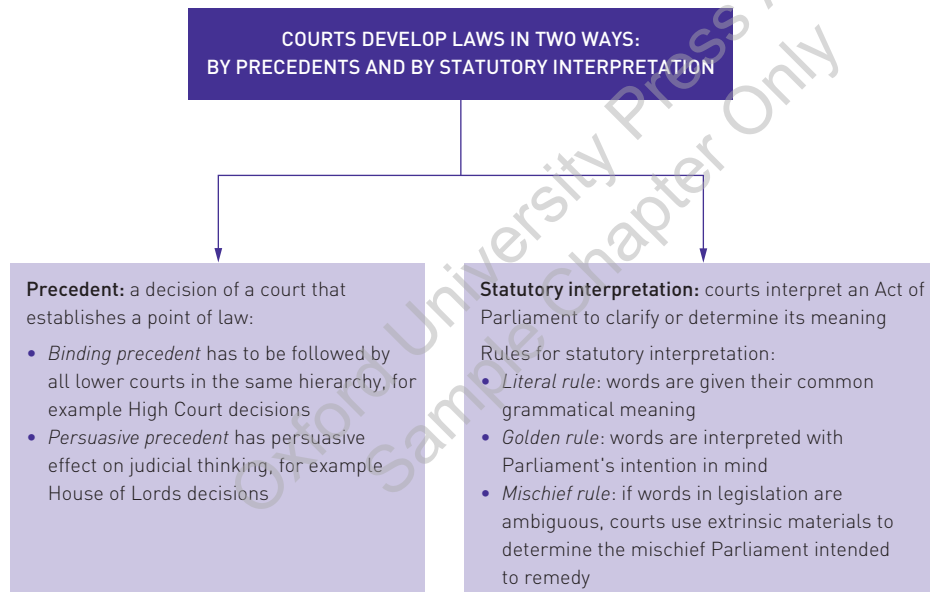 COURTS DEVELOP LAWS IN TWO WAYS:
BY PRECEDENTS AND BY STATUTORY INTERPRETATION
Precedent: a decision of a court that
establishes a point of law:
• Binding precedent has to be followed by
all lower courts in the same hierarchy, for
example High Court decisions
• Persuasive precedent has persuasive
effect on judicial thinking, for example
House of Lords decisions
Statutory interpretation: courts interpret an Act of
Parliament to clarify or determine its meaning
Rules for statutory interpretation:
• Literal rule: words are given their common
grammatical meaning
• Golden rule: words are interpreted with
Parliament's intention in mind
• Mischief rule: if words in legislation are
ambiguous, courts use extrinsic materials to
determine the mischief Parliament intended
to remedy
Oxford University Press
Sample Chapter Only